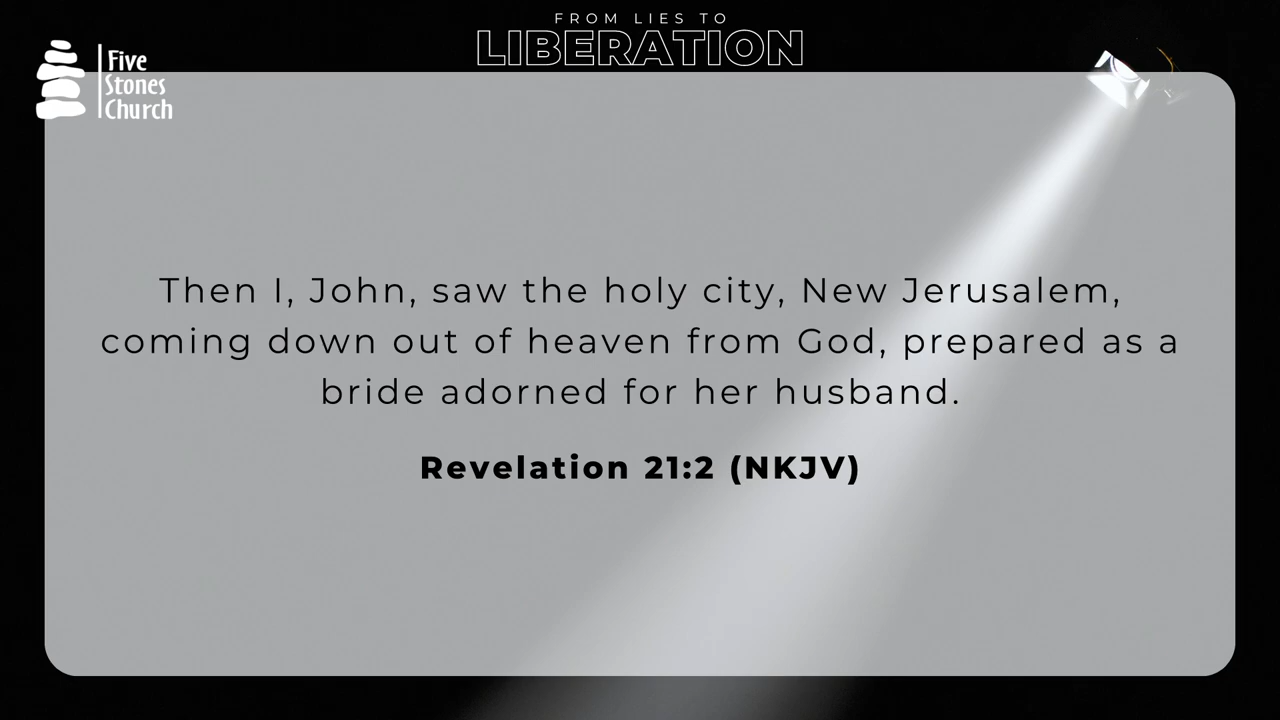 FROM LIES TO
LIBERATION
Five
Stones
Church
Then I, John, saw the holy city, New Jerusalem,
coming down out of heaven from God, prepared as a
bride adorned for her husband.
Revelation 21:2 (NKJV)